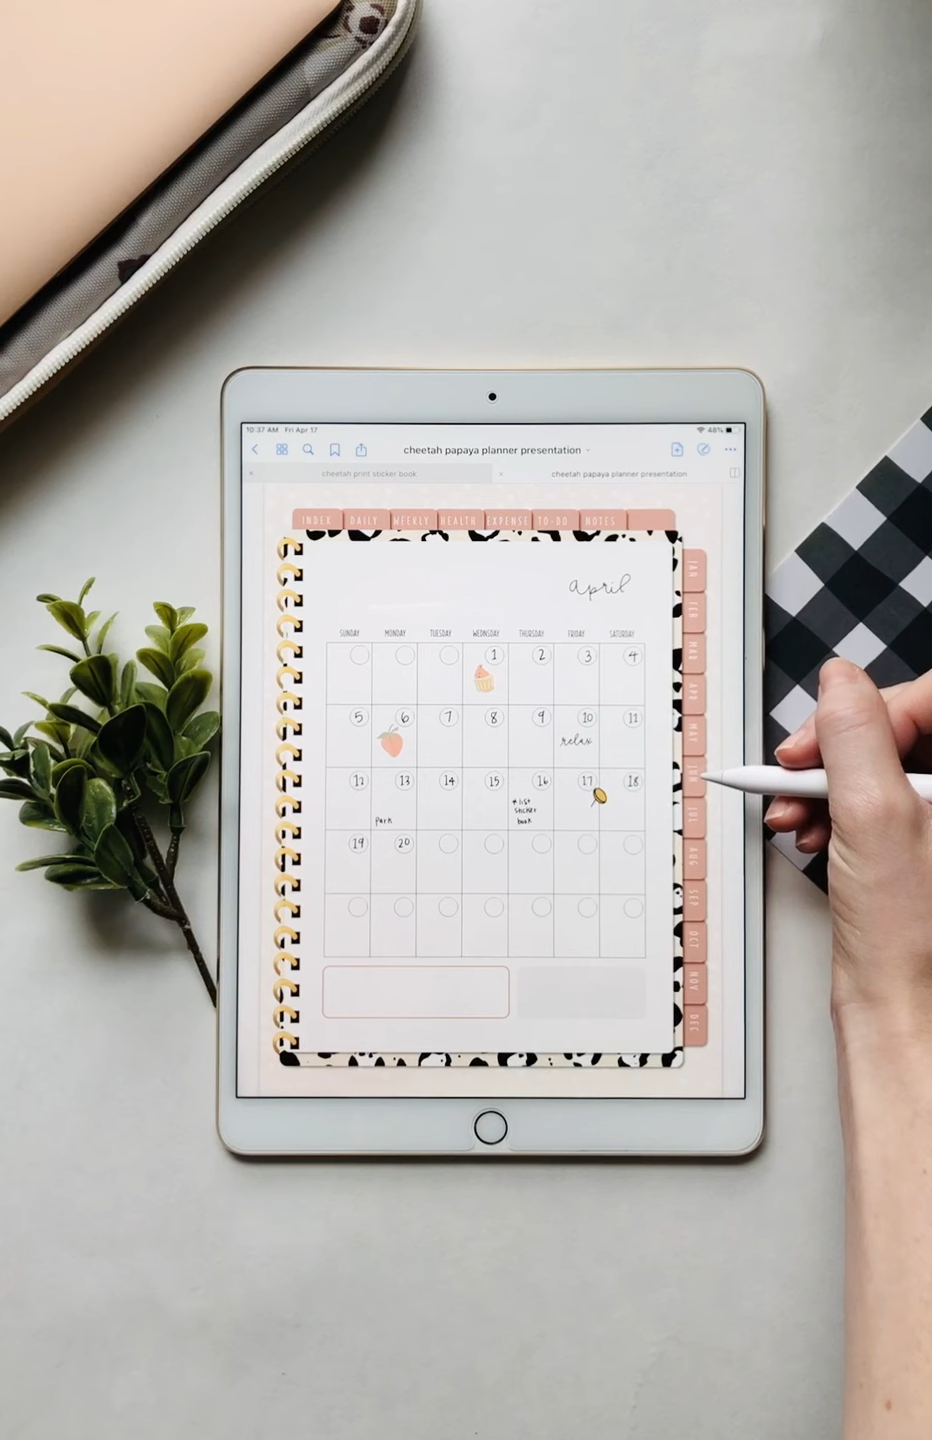 10:37 AM Fri Apr 17
48%
cheetah papaya planner presentation
cheetah print sticker book
cheetah papaya planner presentation
INDEX DAILY WEEKLY HEALTH EXPENSE TO-DO NOTES
april
SUNDAY MONDAY TUESDAY WEDNSDAY THURSDAY FRIDAY SATURDAY
1 2 3 4
5 6 7 8 9 10 11
relax
12 13 14 15 16 17 18
park
* list
sticker
book
19 20
JAN
FEB
MAR
APR
MAY
JUN
JUL
AUG
SEP
OCT
NOV
DEC